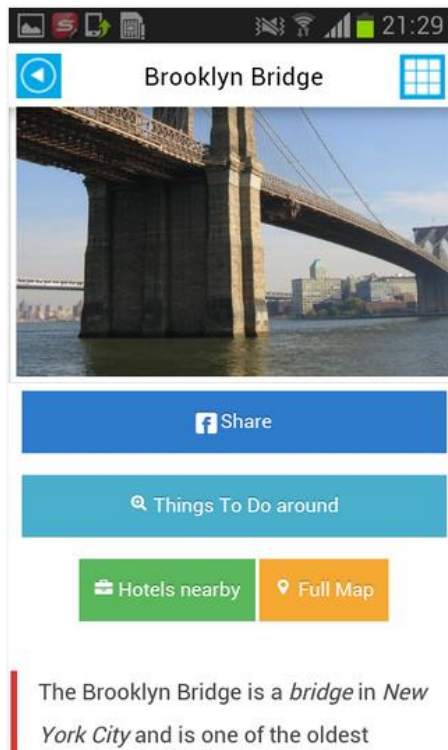 21:29
Brooklyn Bridge
Share
Things To Do around
Hotels nearby
Full Map
The Brooklyn Bridge is a bridge in New
York City and is one of the oldest